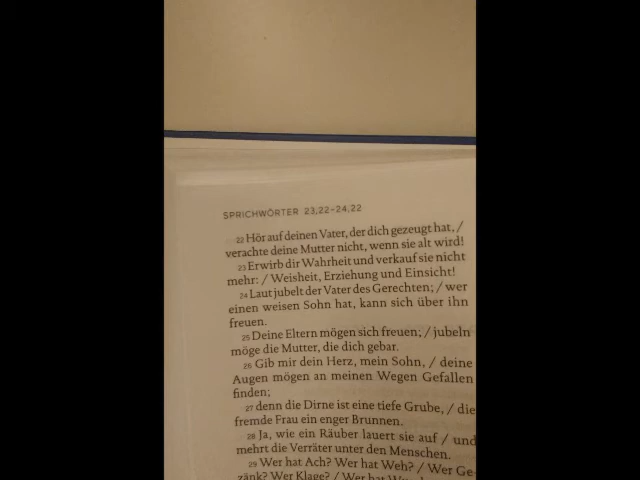 SPRICHWÖRTER 23,22–24,22
22 Hör auf deinen Vater, der dich gezeugt hat, /
verachte deine Mutter nicht, wenn sie alt wird!
23 Erwirb dir Wahrheit und verkauf sie nicht
mehr: / Weisheit, Erziehung und Einsicht!
24 Laut jubelt der Vater des Gerechten; / wer
einen weisen Sohn hat, kann sich über ihn
freuen.
25 Deine Eltern mögen sich freuen; / jubeln
möge die Mutter, die dich gebar.
26 Gib mir dein Herz, mein Sohn, / deine
Augen mögen an meinen Wegen Gefallen
finden;
27 denn die Dirne ist eine tiefe Grube, / die
fremde Frau ein enger Brunnen.
28 Ja, wie ein Räuber lauert sie auf / und
mehrt die Verräter unter den Menschen.
29 Wer hat Ach? Wer hat Weh? / Wer Ge-
zänk? Wer Klage? / Wer hat